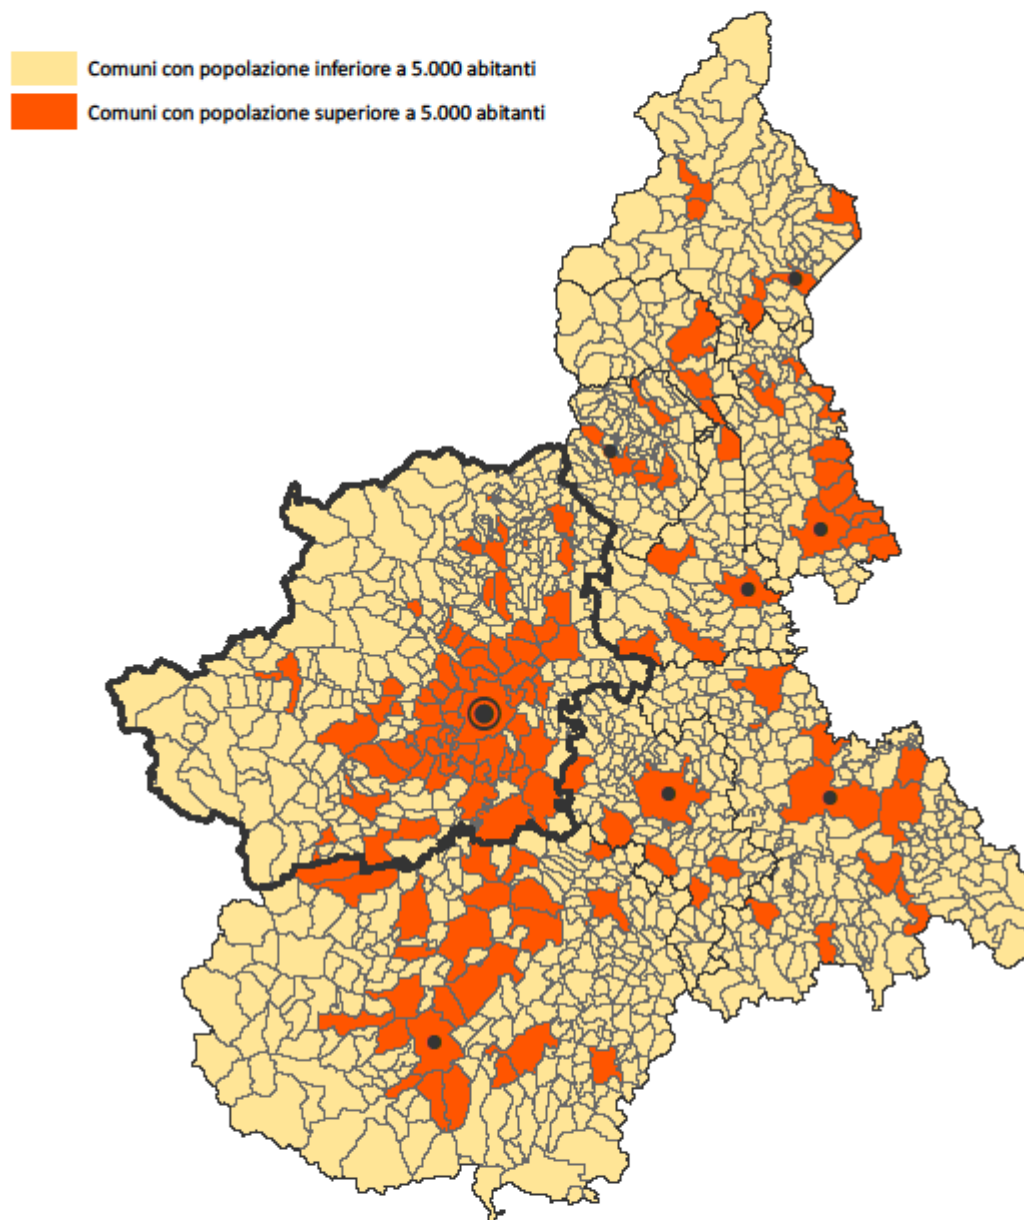 Comuni con popolazione inferiore a 5.000 abitanti
Comuni con popolazione superiore a 5.000 abitanti